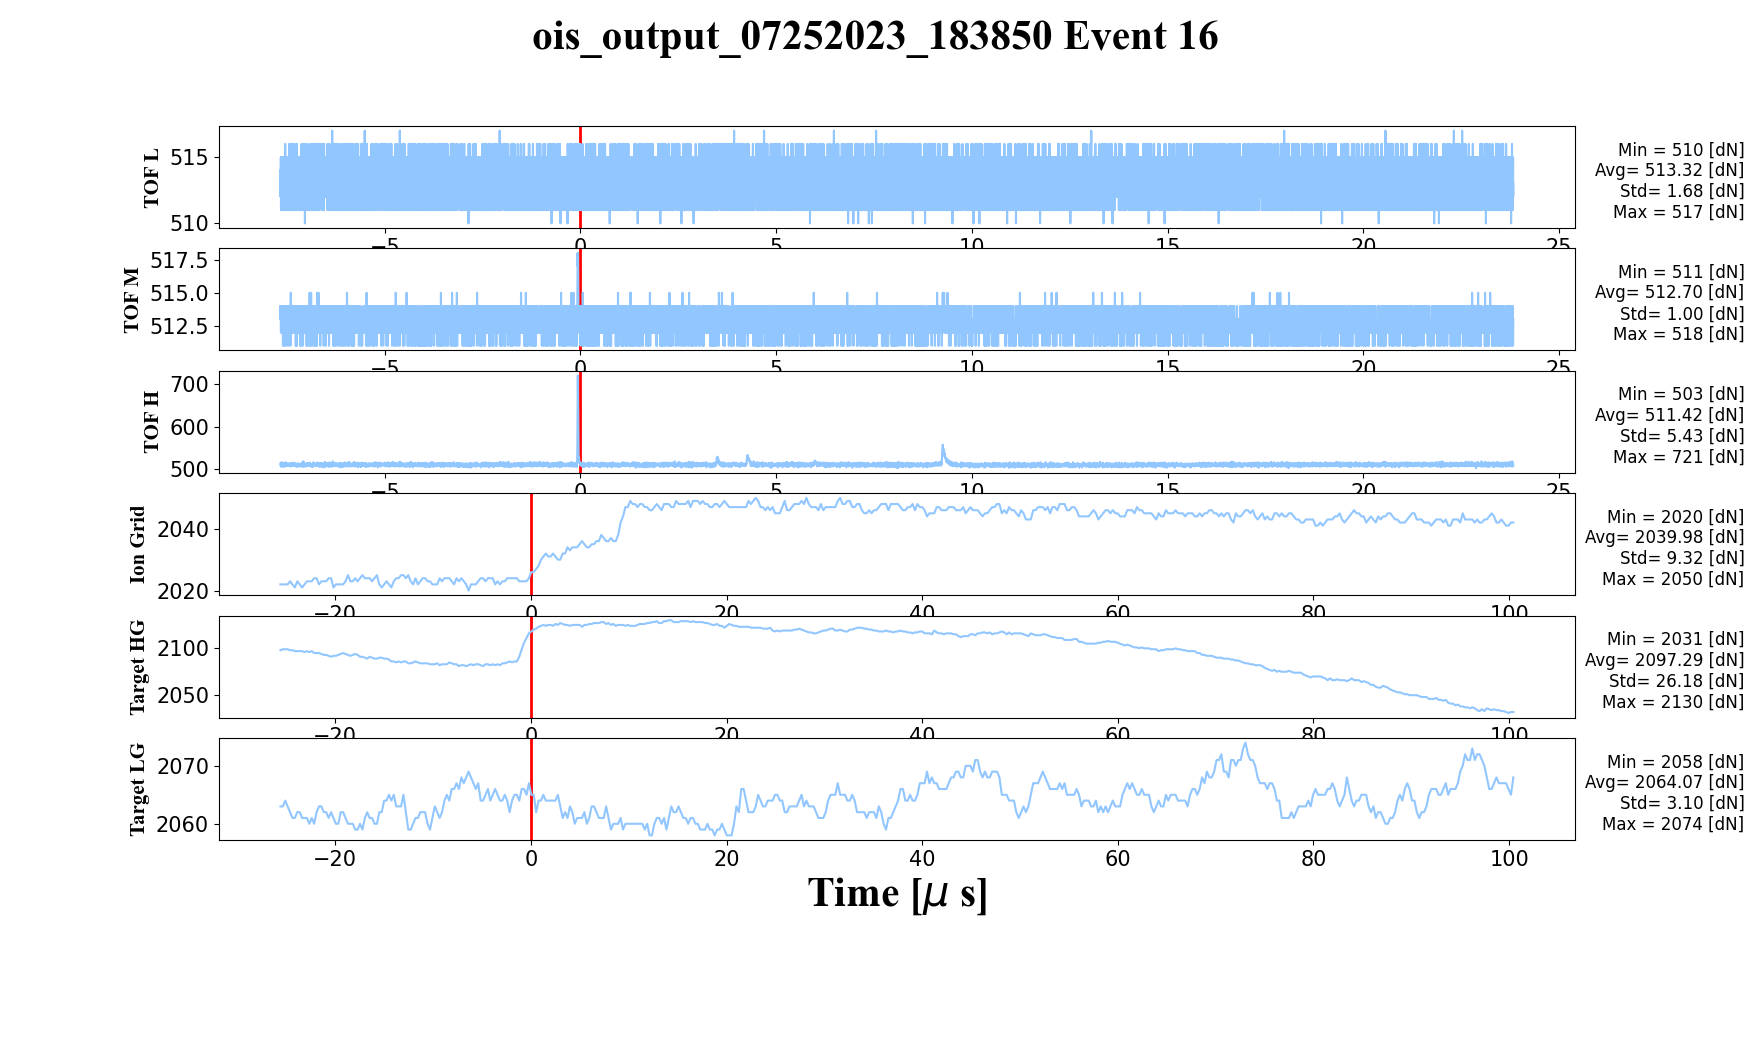 ois_output_07252023_183850 Event 16
TOF L
515
510
−5 0 5 10 15 20 25
Min = 510 [dN]
Avg= 513.32 [dN]
Std= 1.68 [dN]
Max = 517 [dN]
TOF M
517.5
515.0
512.5
−5 0 5 10 15 20 25
Min = 511 [dN]
Avg= 512.70 [dN]
Std= 1.00 [dN]
Max = 518 [dN]
TOF H
700
600
500
−5 0 5 10 15 20 25
Min = 503 [dN]
Avg= 511.42 [dN]
Std= 5.43 [dN]
Max = 721 [dN]
Ion Grid
2040
2020
−20 0 20 40 60 80 100
Min = 2020 [dN]
Avg= 2039.98 [dN]
Std= 9.32 [dN]
Max = 2050 [dN]
Target HG
2100
2050
−20 0 20 40 60 80 100
Min = 2031 [dN]
Avg= 2097.29 [dN]
Std= 26.18 [dN]
Max = 2130 [dN]
Target LG
2070
2060
−20 0 20 40 60 80 100
Min = 2058 [dN]
Avg= 2064.07 [dN]
Std= 3.10 [dN]
Max = 2074 [dN]
Time [μ s]